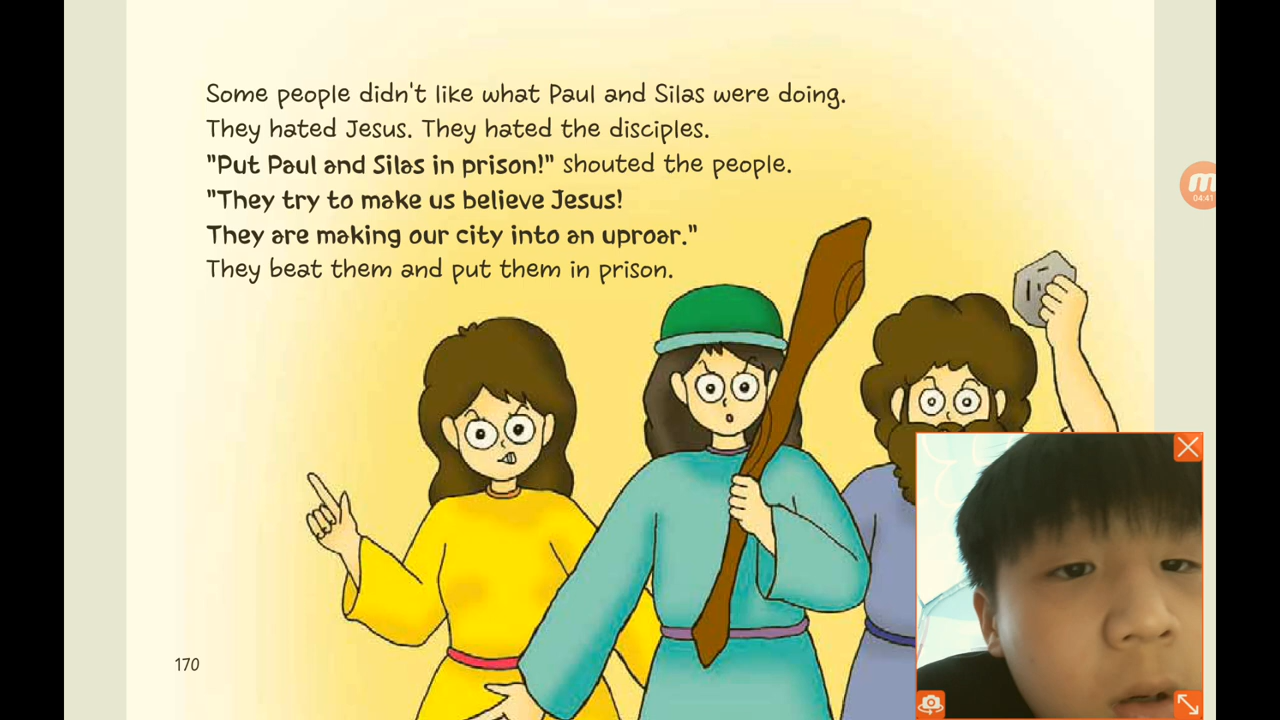 Some people didn't like what Paul and Silas were doing.
They hated Jesus. They hated the disciples.
"Put Paul and Silas in prison!" shouted the people.
"They try to make us believe Jesus!
They are making our city into an uproar."
They beat them and put them in prison.
04:41
170